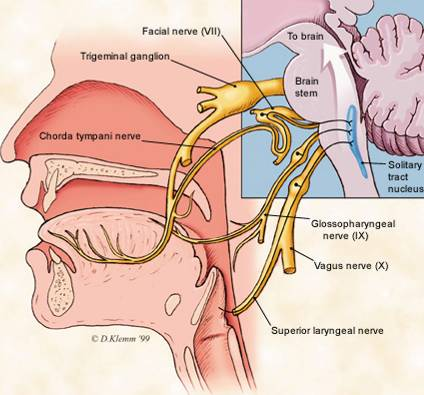 Facial nerve (VII)
To brain
Trigeminal ganglion
Brain
stem
Chorda tympani nerve
Solitary
tract
nucleus
Glossopharyngeal
nerve (IX)
Vagus nerve (X)
Superior laryngeal nerve
© D.Klemm '99